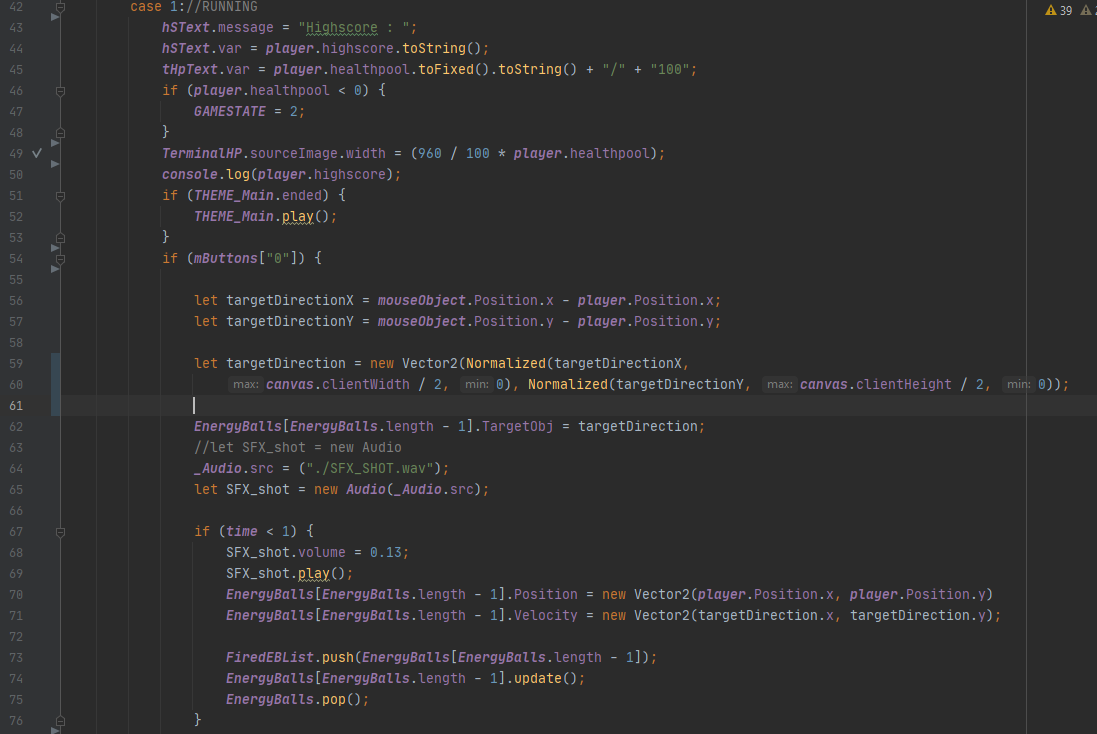 39 2
42 case 1://RUNNING
43 hSText.message = "Highscore : ";
44 hSText.var = player.highscore.toString();
45 tHpText.var = player.healthpool.toFixed().toString() + "/" + "100";
46 if (player.healthpool < 0) {
47 GAMESTATE = 2;
48 }
49 TerminalHP.sourceImage.width = (960 / 100 * player.healthpool);
50 console.log(player.highscore);
51 if (THEME_Main.ended) {
52 THEME_Main.play();
53 }
54 if (mButtons["0"]) {
55
56 let targetDirectionX = mouseObject.Position.x - player.Position.x;
57 let targetDirectionY = mouseObject.Position.y - player.Position.y;
58
59 let targetDirection = new Vector2(Normalized(targetDirectionX,
60 max: canvas.clientWidth / 2, min: 0), Normalized(targetDirectionY, max: canvas.clientHeight / 2, min: 0));
61
62 EnergyBalls[EnergyBalls.length - 1].TargetObj = targetDirection;
63 //let SFX_shot = new Audio
64 _Audio.src = ("./SFX_SHOT.wav");
65 let SFX_shot = new Audio(_Audio.src);
66
67 if (time < 1) {
68 SFX_shot.volume = 0.13;
69 SFX_shot.play();
70 EnergyBalls[EnergyBalls.length - 1].Position = new Vector2(player.Position.x, player.Position.y)
71 EnergyBalls[EnergyBalls.length - 1].Velocity = new Vector2(targetDirection.x, targetDirection.y);
72
73 FiredEBList.push(EnergyBalls[EnergyBalls.length - 1]);
74 EnergyBalls[EnergyBalls.length - 1].update();
75 EnergyBalls.pop();
76 }